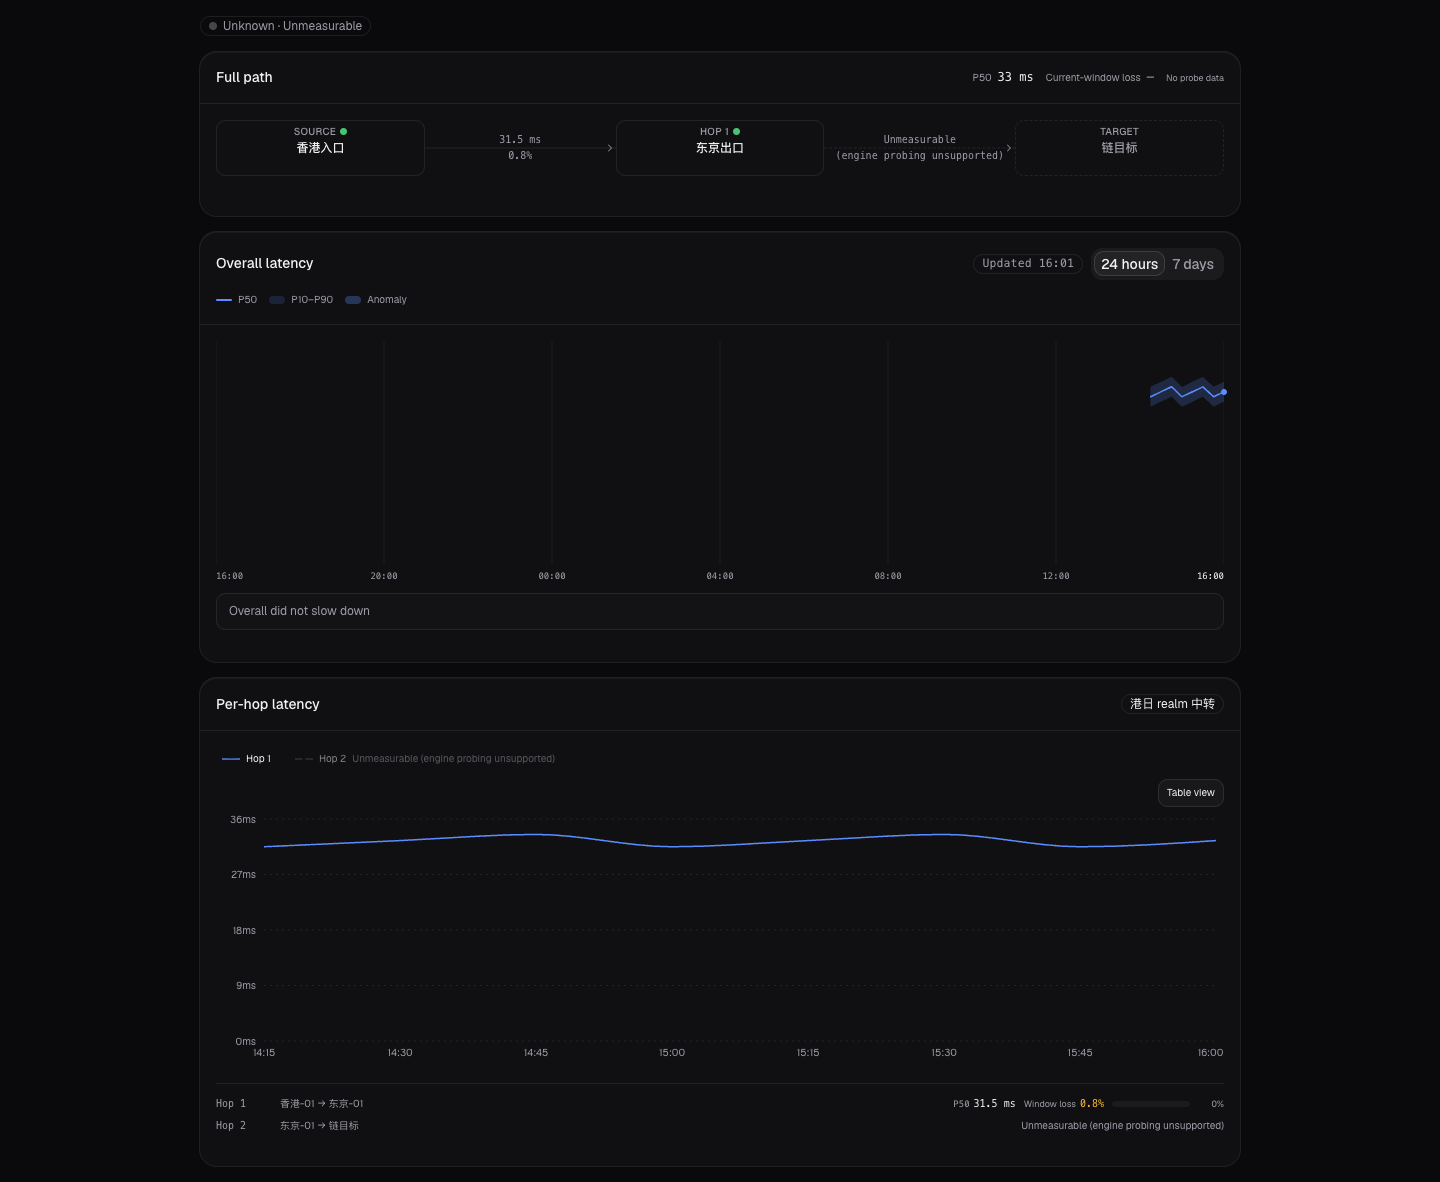 Unknown · Unmeasurable
Full path
P50 33 ms Current-window loss — No probe data
SOURCE
香港入口
31.5 ms
0.8%
HOP 1
东京出口
Unmeasurable
(engine probing unsupported)
TARGET
链目标
Overall latency
Updated 16:01
24 hours 7 days
P50 P10–P90 Anomaly
16:00 20:00 00:00 04:00 08:00 12:00 16:00
Overall did not slow down
Per-hop latency
港日 realm 中转
Hop 1 Hop 2 Unmeasurable (engine probing unsupported)
Table view
36ms
27ms
18ms
9ms
0ms
14:15 14:30 14:45 15:00 15:15 15:30 15:45 16:00
Hop 1 香港-01 → 东京-01 P50 31.5 ms Window loss 0.8% 0%
Hop 2 东京-01 → 链目标 Unmeasurable (engine probing unsupported)